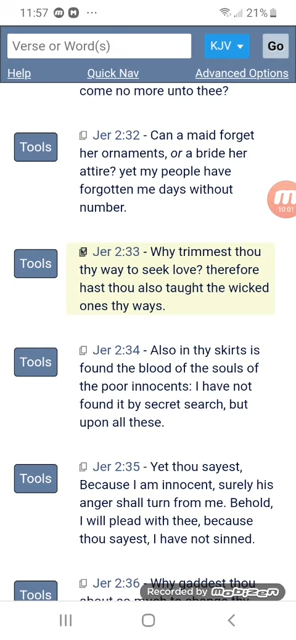 11:57
21%
Verse or Word(s)
KJV
Go
Help Quick Nav Advanced Options
come no more unto thee?
Tools
Jer 2:32 - Can a maid forget
her ornaments, or a bride her
attire? yet my people have
forgotten me days without
number.
10:01
Tools
Jer 2:33 - Why trimmest thou
thy way to seek love? therefore
hast thou also taught the wicked
ones thy ways.
Tools
Jer 2:34 - Also in thy skirts is
found the blood of the souls of
the poor innocents: I have not
found it by secret search, but
upon all these.
Tools
Jer 2:35 - Yet thou sayest,
Because I am innocent, surely his
anger shall turn from me. Behold,
I will plead with thee, because
thou sayest, I have not sinned.
Tools
Jer 2:36 - Why gaddest thou
Recorded by mobizen